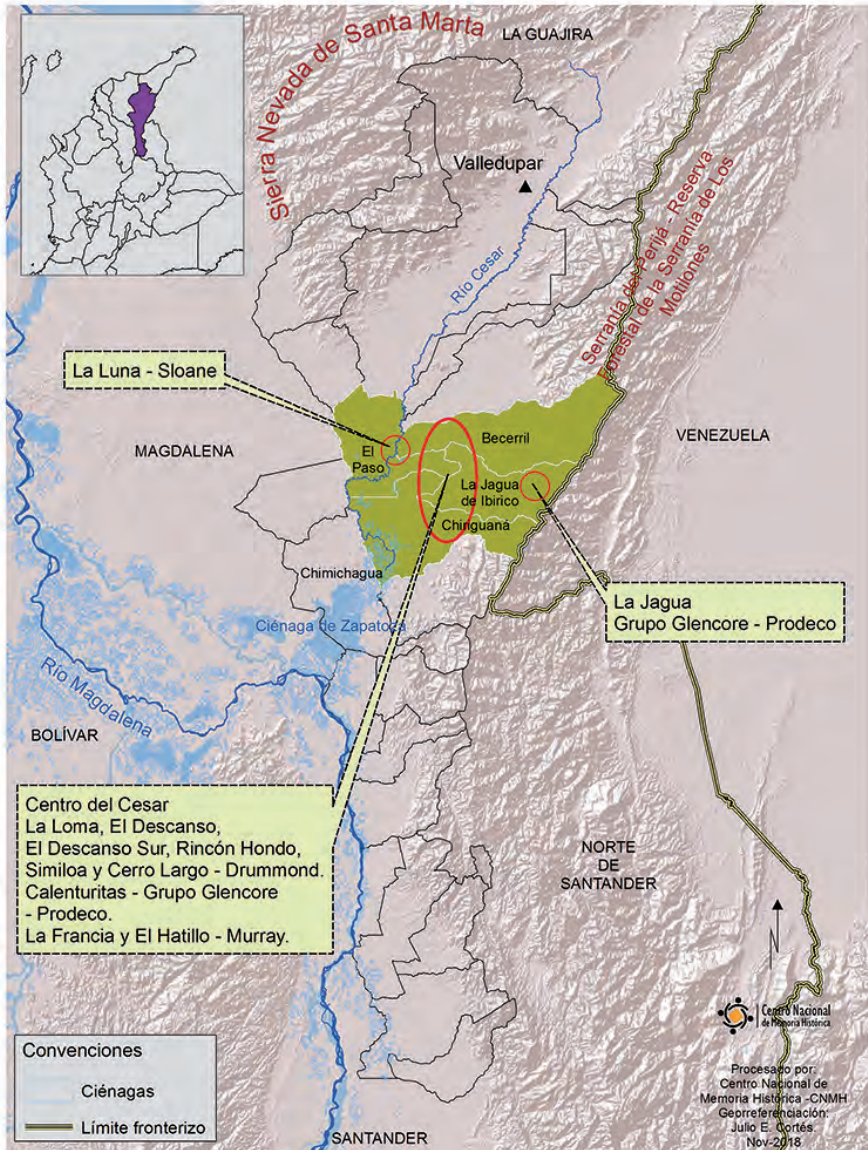 Sierra Nevada de Santa Marta
LA GUAJIRA
Valledupar
Río Cesar
Serranía del Perijá - Reserva
Forestal de la Serranía de Los
Motilones
La Luna - Sloane
MAGDALENA
El
Paso
Becerril
VENEZUELA
La Jagua
de Ibirico
Chiriguaná
Chimichagua
Ciénaga de Zapatoza
La Jagua
Grupo Glencore - Prodeco
Río Magdalena
BOLÍVAR
Centro del Cesar
La Loma, El Descanso,
El Descanso Sur, Rincón Hondo,
Similoa y Cerro Largo - Drummond.
Calenturitas - Grupo Glencore
- Prodeco.
La Francia y El Hatillo - Murray.
NORTE
DE
SANTANDER
Centro Nacional
de Memoria Histórica
Convenciones
Ciénagas
Límite fronterizo
SANTANDER
Procesado por:
Centro Nacional de
Memoria Histórica -CNMH
Georreferenciación:
Julio E. Cortés.
Nov-2018